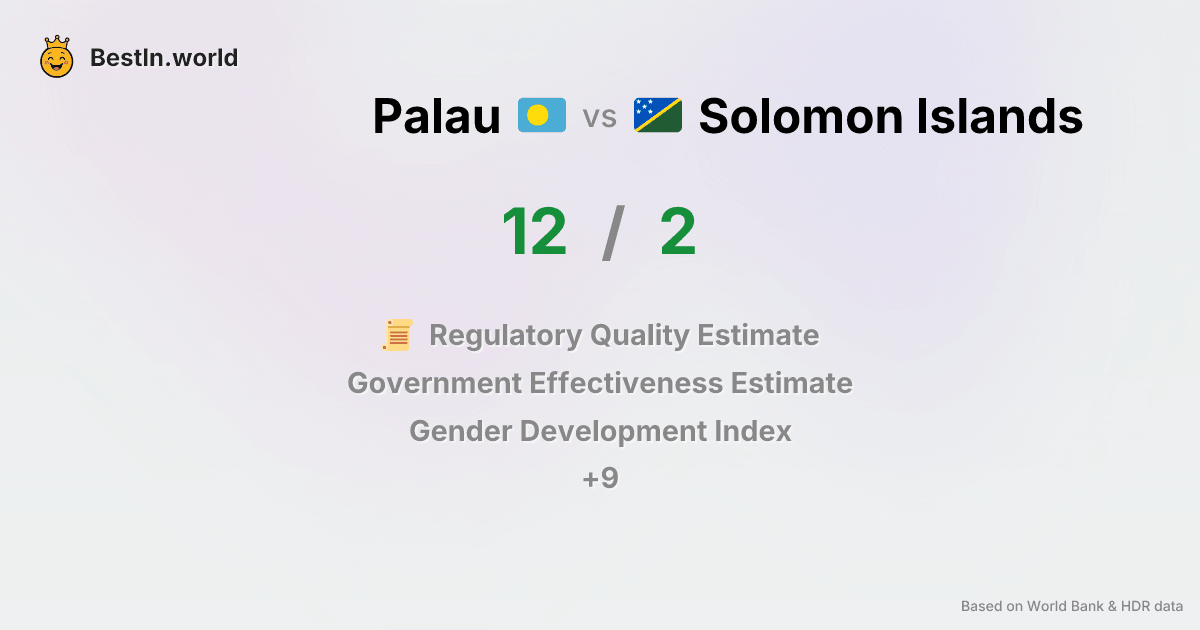 BestIn.world
Palau vs Solomon Islands
12 / 2
Regulatory Quality Estimate
Government Effectiveness Estimate
Gender Development Index
+9
Based on World Bank & HDR data